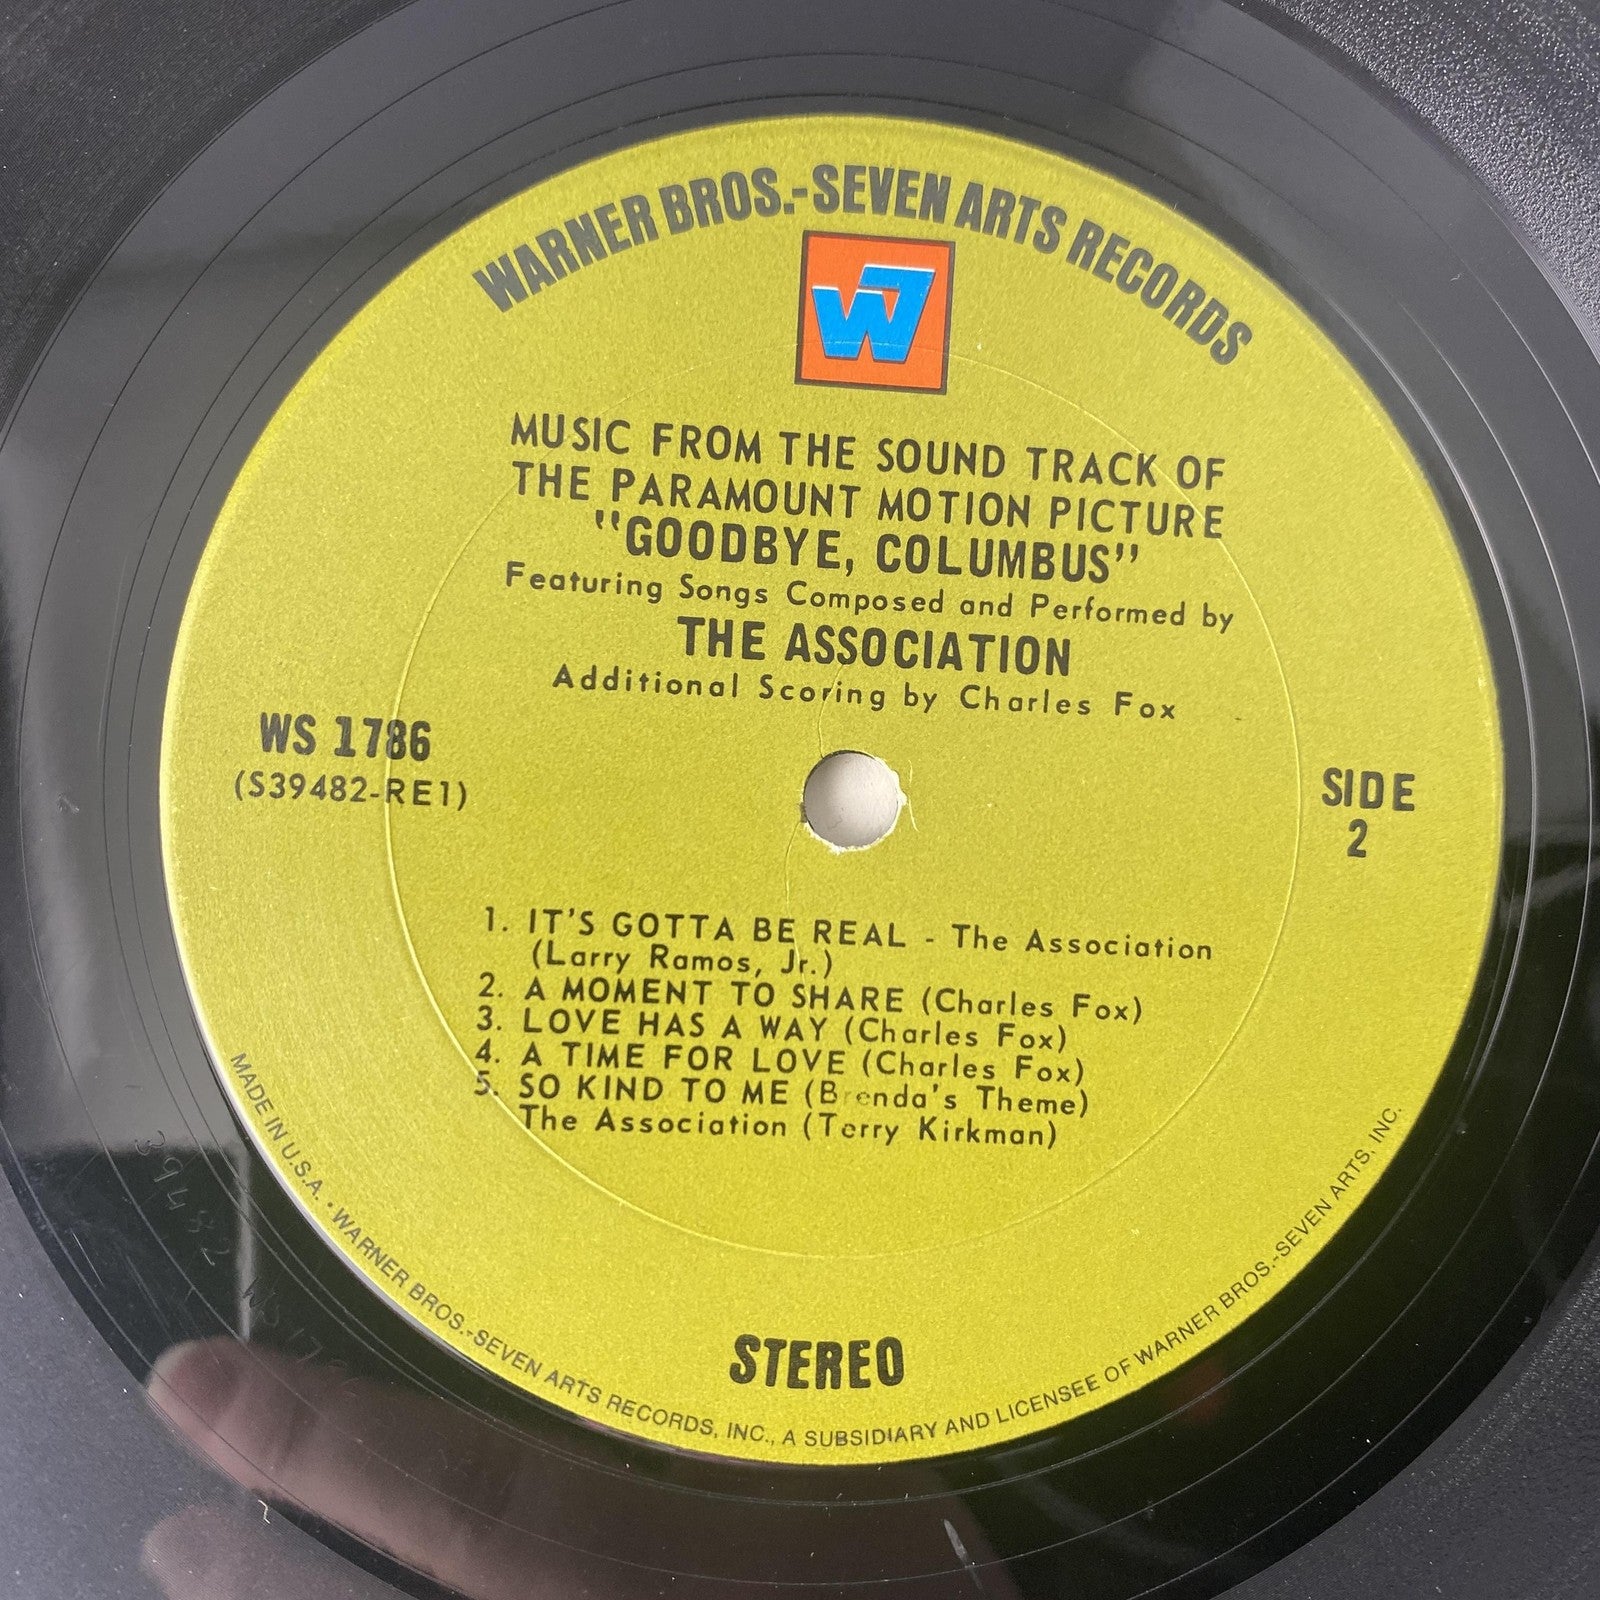 WARNER BROS.-SEVEN ARTS RECORDS
W7
MUSIC FROM THE SOUND TRACK OF
THE PARAMOUNT MOTION PICTURE
"GOODBYE, COLUMBUS"
Featuring Songs Composed and Performed by
THE ASSOCIATION
Additional Scoring by Charles Fox
WS 1786
(S39482-RE1)
SIDE
2
1. IT'S GOTTA BE REAL - The Association
(Larry Ramos, Jr.)
2. A MOMENT TO SHARE (Charles Fox)
3. LOVE HAS A WAY (Charles Fox)
4. A TIME FOR LOVE (Charles Fox)
5. SO KIND TO ME (Brenda's Theme)
The Association (Terry Kirkman)
STEREO
MADE IN U.S.A. • WARNER BROS.-SEVEN ARTS RECORDS, INC., A SUBSIDIARY AND LICENSEE OF WARNER BROS.-SEVEN ARTS, INC.
39482